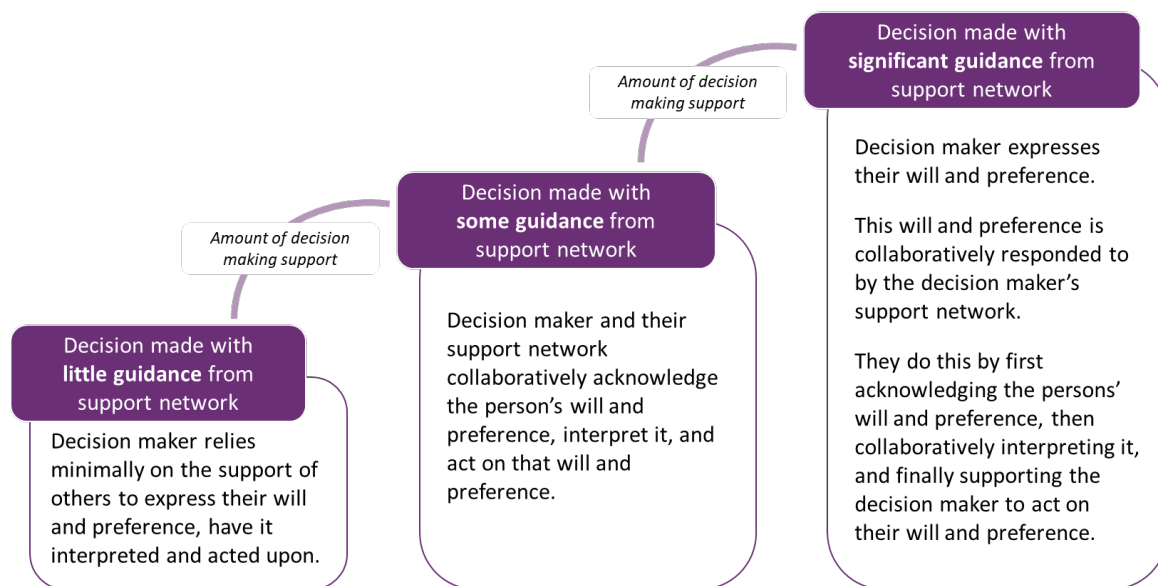 Decision made with
little guidance from
support network
Decision maker relies
minimally on the support of
others to express their will
and preference, have it
interpreted and acted upon.
Amount of decision
making support
Decision made with
some guidance from
support network
Decision maker and their
support network
collaboratively acknowledge
the person's will and
preference, interpret it, and
act on that will and
preference.
Amount of decision
making support
Decision made with
significant guidance from
support network
Decision maker expresses
their will and preference.
This will and preference is
collaboratively responded to
by the decision maker's
support network.
They do this by first
acknowledging the persons'
will and preference, then
collaboratively interpreting it,
and finally supporting the
decision maker to act on
their will and preference.